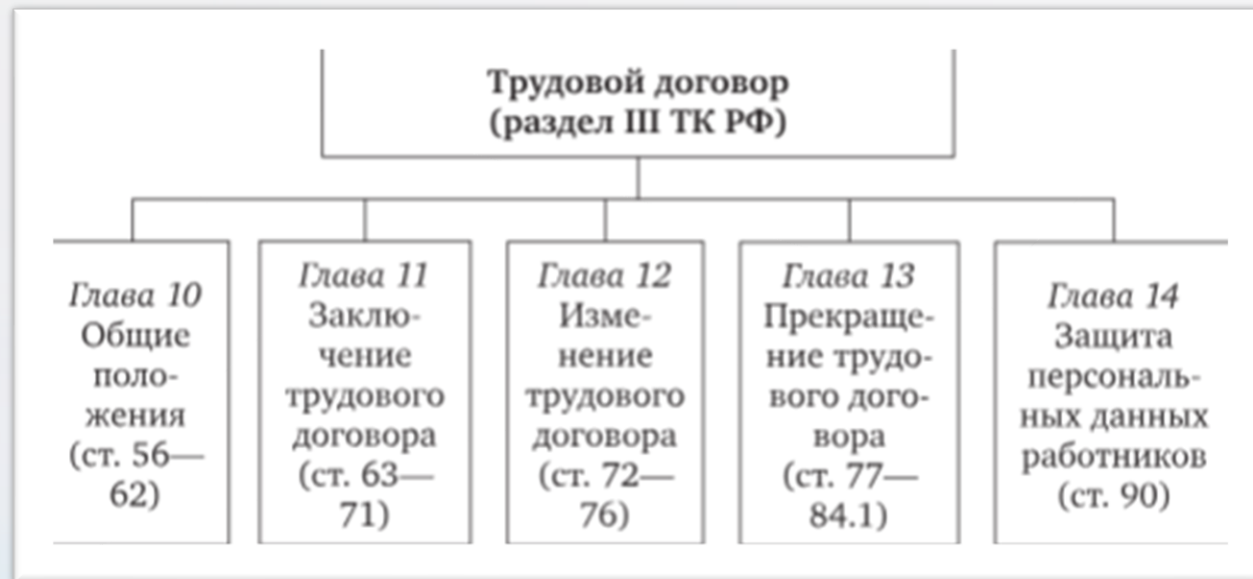 Трудовой договор
(раздел III ТК РФ)
Глава 10
Общие
поло-
жения
(ст. 56—
62)
Глава 11
Заклю-
чение
трудового
договора
(ст. 63—
71)
Глава 12
Изме-
нение
трудового
договора
(ст. 72—
76)
Глава 13
Прекраще-
ние трудо-
вого дого-
вора
(ст. 77—
84.1)
Глава 14
Защита
персональ-
ных данных
работников
(ст. 90)